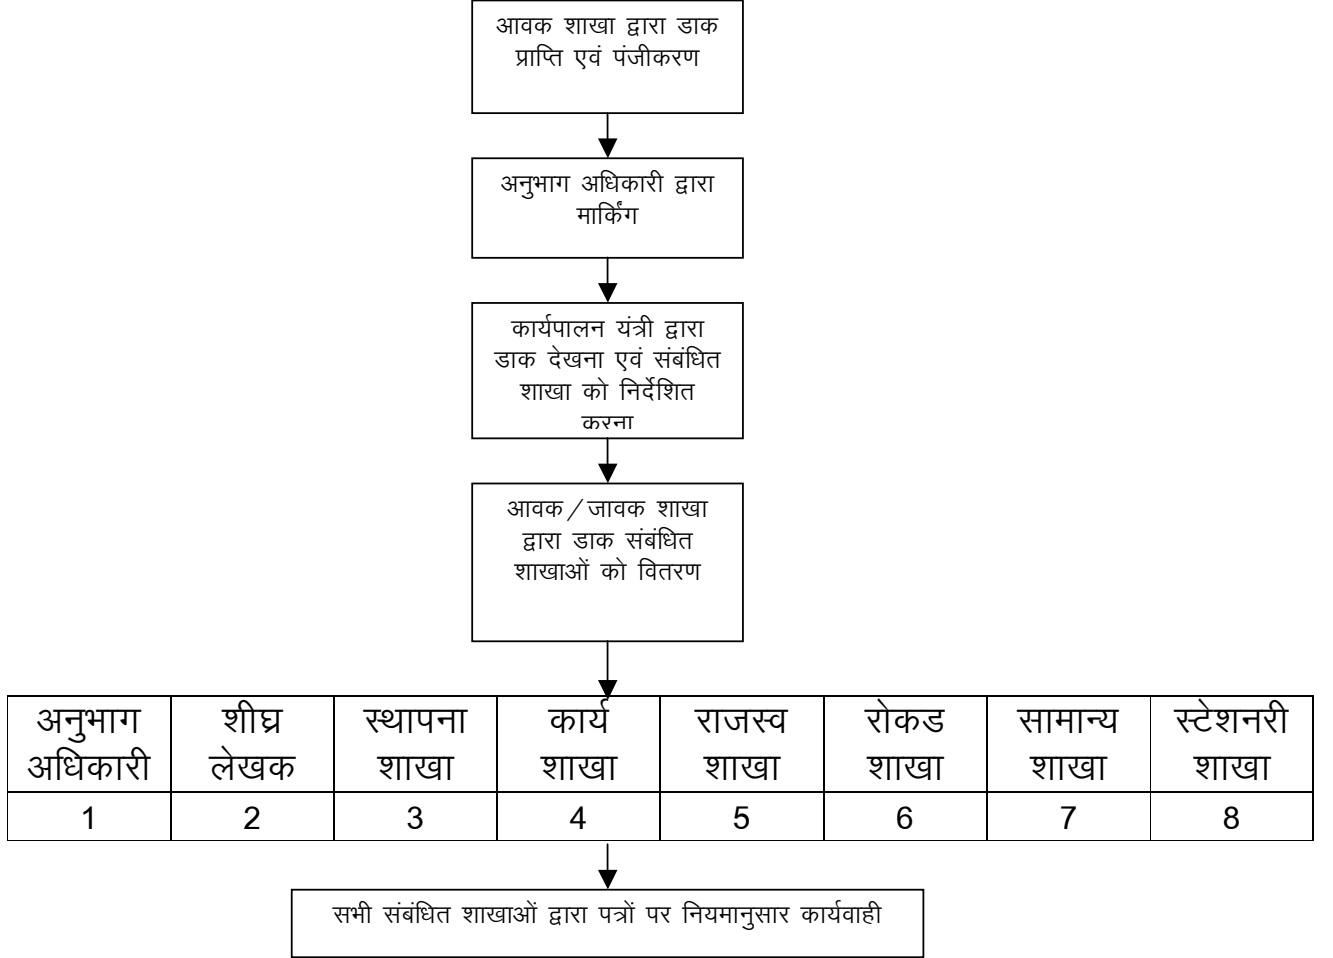 आवक शाखा द्वारा डाक
प्राप्ति एवं पंजीकरण
अनुभाग अधिकारी द्वारा
मार्किंग
कार्यपालन यंत्री द्वारा
डाक देखना एवं संबंधित
शाखा को निर्देशित
करना
आवक/जावक शाखा
द्वारा डाक संबंधित
शाखाओं को वितरण
अनुभाग शीघ्र स्थापना कार्य राजस्व रोकड सामान्य स्टेशनरी
अधिकारी लेखक शाखा शाखा शाखा शाखा शाखा शाखा
1 2 3 4 5 6 7 8
सभी संबंधित शाखाओं द्वारा पत्रों पर नियमानुसार कार्यवाही